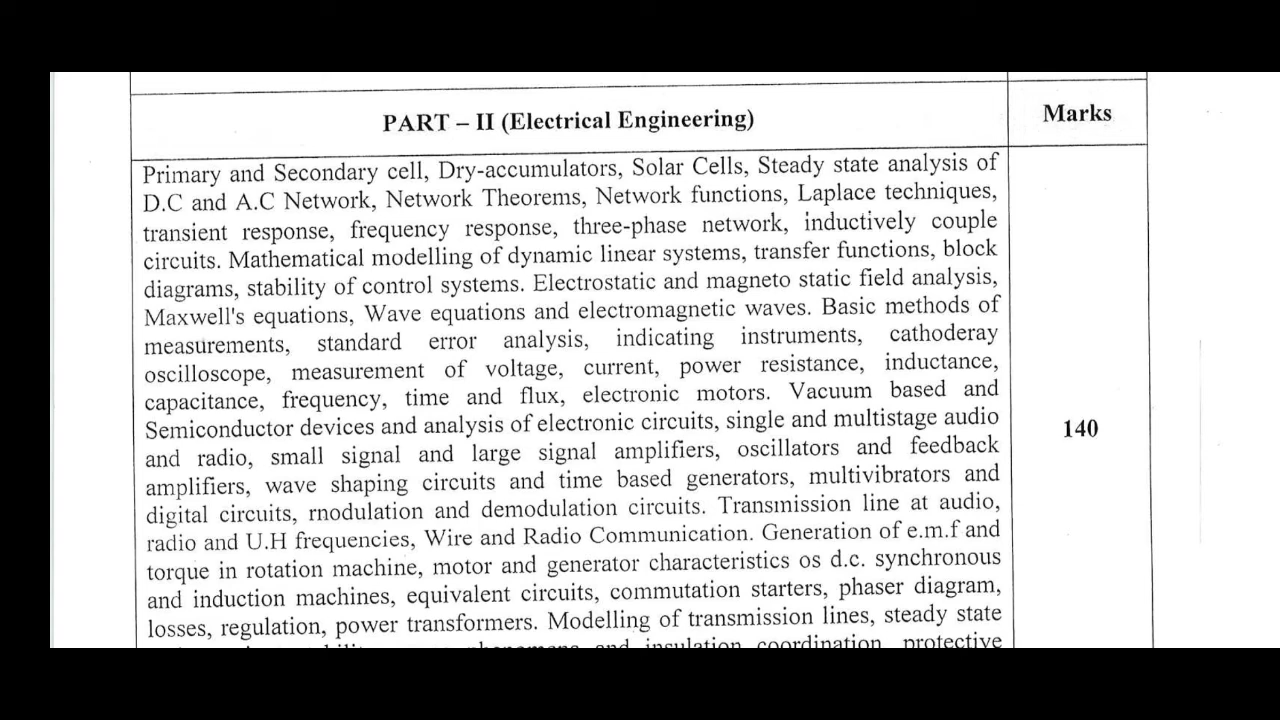 PART – II (Electrical Engineering)
Marks
Primary and Secondary cell, Dry-accumulators, Solar Cells, Steady state analysis of
D.C and A.C Network, Network Theorems, Network functions, Laplace techniques,
transient response, frequency response, three-phase network, inductively couple
circuits. Mathematical modelling of dynamic linear systems, transfer functions, block
diagrams, stability of control systems. Electrostatic and magneto static field analysis,
Maxwell's equations, Wave equations and electromagnetic waves. Basic methods of
measurements, standard error analysis, indicating instruments, cathoderay
oscilloscope, measurement of voltage, current, power resistance, inductance,
capacitance, frequency, time and flux, electronic motors. Vacuum based and
Semiconductor devices and analysis of electronic circuits, single and multistage audio
and radio, small signal and large signal amplifiers, oscillators and feedback
amplifiers, wave shaping circuits and time based generators, multivibrators and
digital circuits, rnodulation and demodulation circuits. Transmission line at audio,
radio and U.H frequencies, Wire and Radio Communication. Generation of e.m.f and
torque in rotation machine, motor and generator characteristics os d.c. synchronous
and induction machines, equivalent circuits, commutation starters, phaser diagram,
losses, regulation, power transformers. Modelling of transmission lines, steady state
and insulation coordination, protective
140